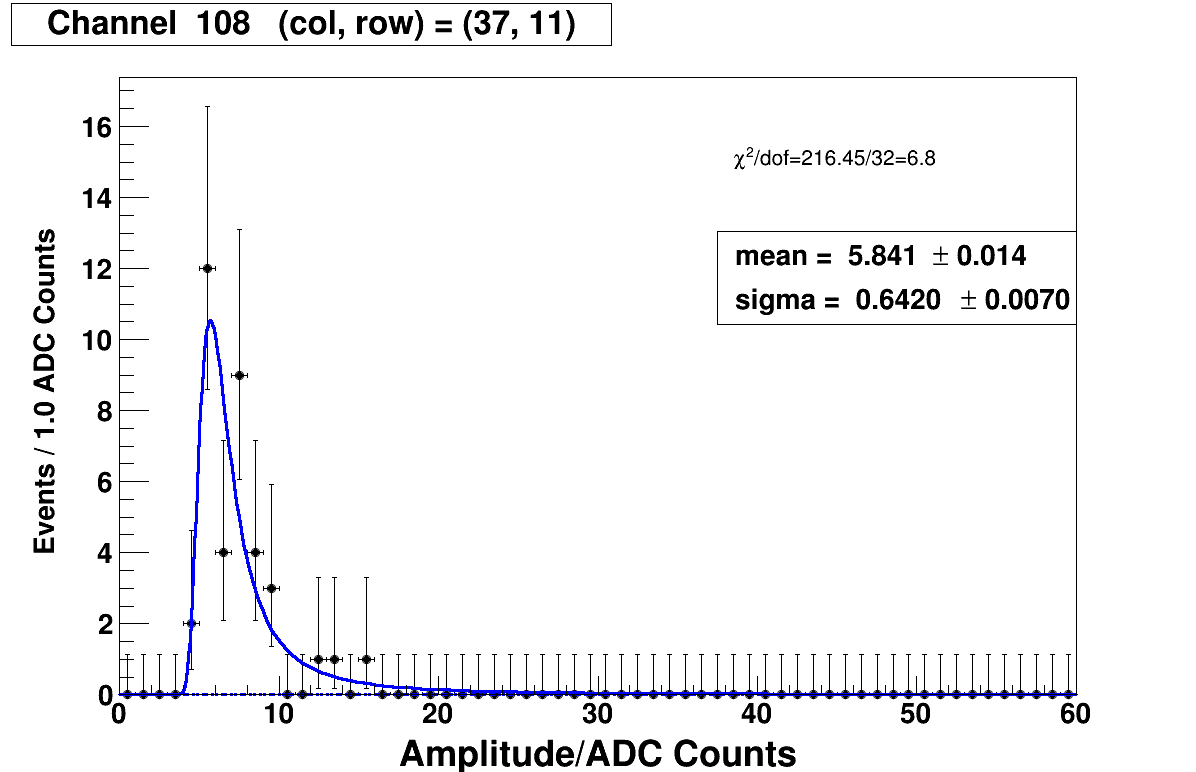 Channel 108 (col, row) = (37, 11)
Events / 1.0 ADC Counts
16
14
12
10
8
6
4
2
0
χ²/dof=216.45/32=6.8
mean = 5.841 ± 0.014
sigma = 0.6420 ± 0.0070
0 10 20 30 40 50 60
Amplitude/ADC Counts